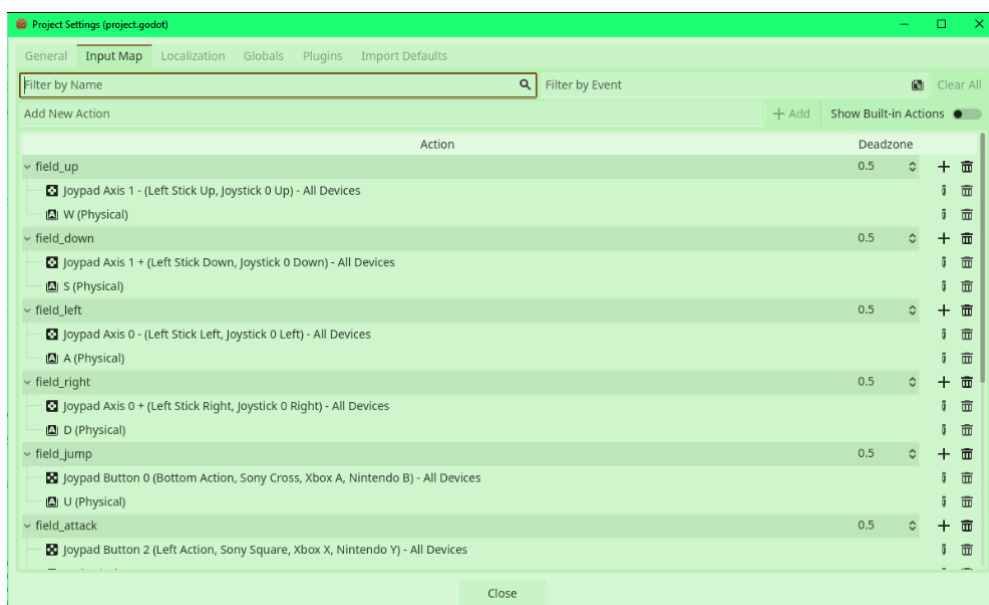 Project Settings (project.godot)
General Input Map Localization Globals Plugins Import Defaults
Filter by Name Filter by Event Clear All
Add New Action + Add Show Built-in Actions
Action Deadzone
field_up 0.5
Joypad Axis 1 - (Left Stick Up, Joystick 0 Up) - All Devices
W (Physical)
field_down 0.5
Joypad Axis 1 + (Left Stick Down, Joystick 0 Down) - All Devices
S (Physical)
field_left 0.5
Joypad Axis 0 - (Left Stick Left, Joystick 0 Left) - All Devices
A (Physical)
field_right 0.5
Joypad Axis 0 + (Left Stick Right, Joystick 0 Right) - All Devices
D (Physical)
field_jump 0.5
Joypad Button 0 (Bottom Action, Sony Cross, Xbox A, Nintendo B) - All Devices
U (Physical)
field_attack 0.5
Joypad Button 2 (Left Action, Sony Square, Xbox X, Nintendo Y) - All Devices
Close